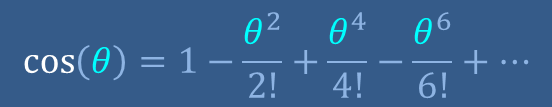 cos(θ) = 1 − θ²/2! + θ⁴/4! − θ⁶/6! + ⋯